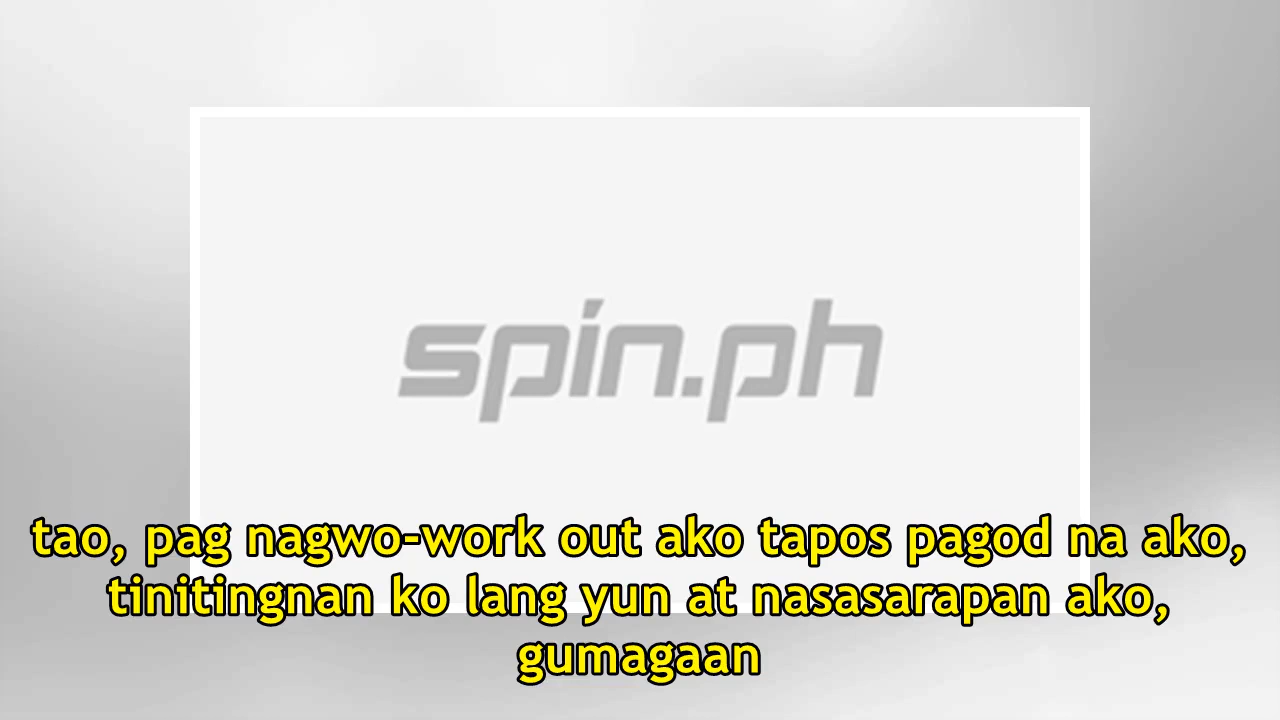 spin.ph
tao, pag nagwo-work out ako tapos pagod na ako,
tinitingnan ko lang yun at nasasarapan ako,
gumagaan